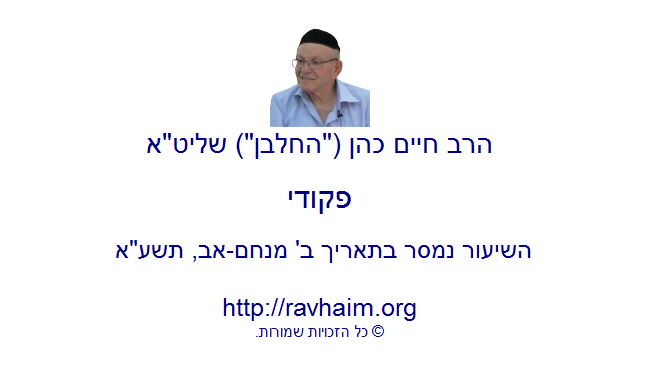 הרב חיים כהן ("החלבן") שליט"א
פקודי
השיעור נמסר בתאריך ב' מנחם-אב, תשע"א
http://ravhaim.org
© כל הזכויות שמורות.